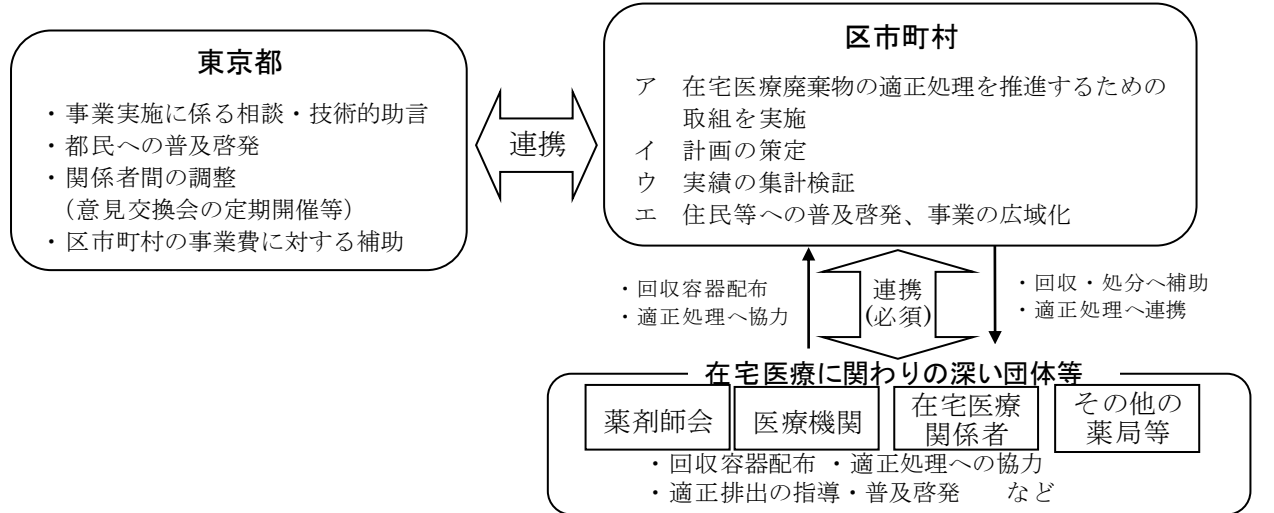 東京都
・事業実施に係る相談・技術的助言
・都民への普及啓発
・関係者間の調整
（意見交換会の定期開催等）
・区市町村の事業費に対する補助
連携
区市町村
ア　在宅医療廃棄物の適正処理を推進するための
取組を実施
イ　計画の策定
ウ　実績の集計検証
エ　住民等への普及啓発、事業の広域化
・回収容器配布
・適正処理へ協力
連携
(必須)
・回収・処分へ補助
・適正処理へ連携
在宅医療に関わりの深い団体等
薬剤師会
医療機関
在宅医療
関係者
その他の
薬局等
・回収容器配布 ・適正処理への協力
・適正排出の指導・普及啓発　　など